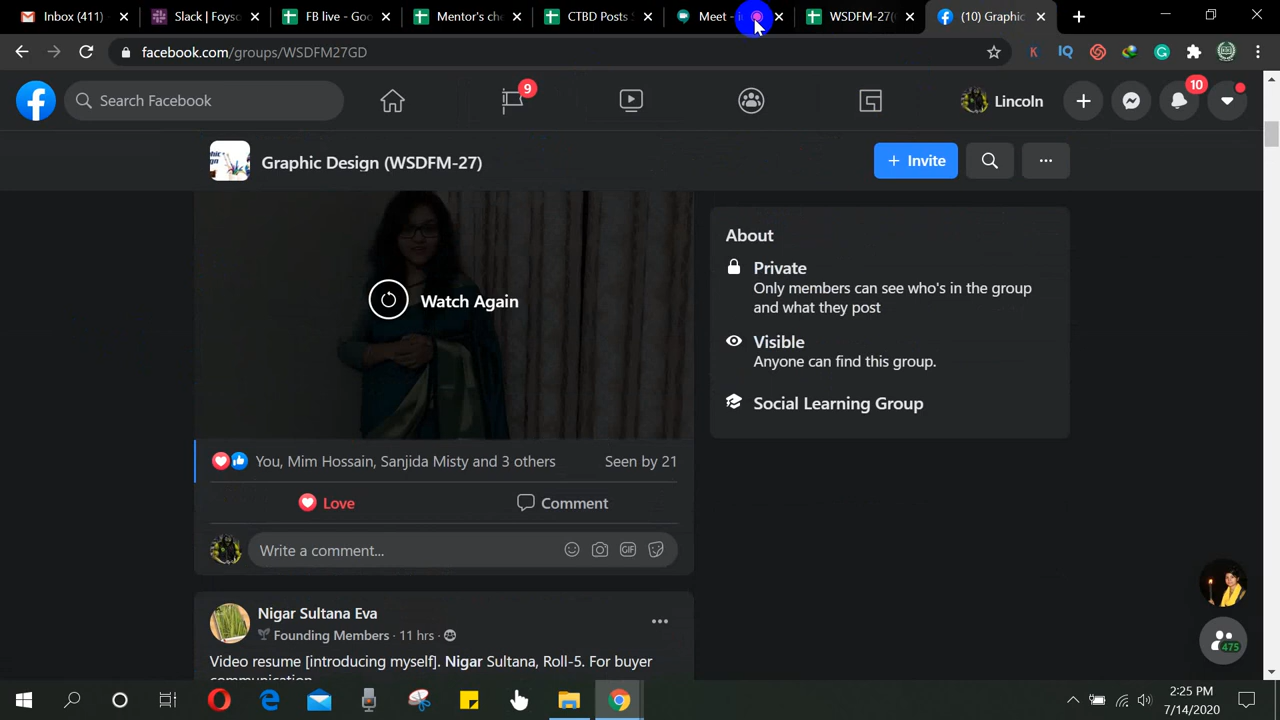 Inbox (411)
Slack | Foyso
FB live - Goo
Mentor's ch
CTBD Posts
Meet -
WSDFM-27(
(10) Graphic
facebook.com/groups/WSDFM27GD
Search Facebook
9
Lincoln
10
Graphic Design (WSDFM-27)
+ Invite
Watch Again
About
Private
Only members can see who's in the group
and what they post
Visible
Anyone can find this group.
Social Learning Group
You, Mim Hossain, Sanjida Misty and 3 others
Seen by 21
Love
Comment
Write a comment...
GIF
Nigar Sultana Eva
Founding Members · 11 hrs ·
Video resume [introducing myself]. Nigar Sultana, Roll-5. For buyer
communication
475
2:25 PM
7/14/2020